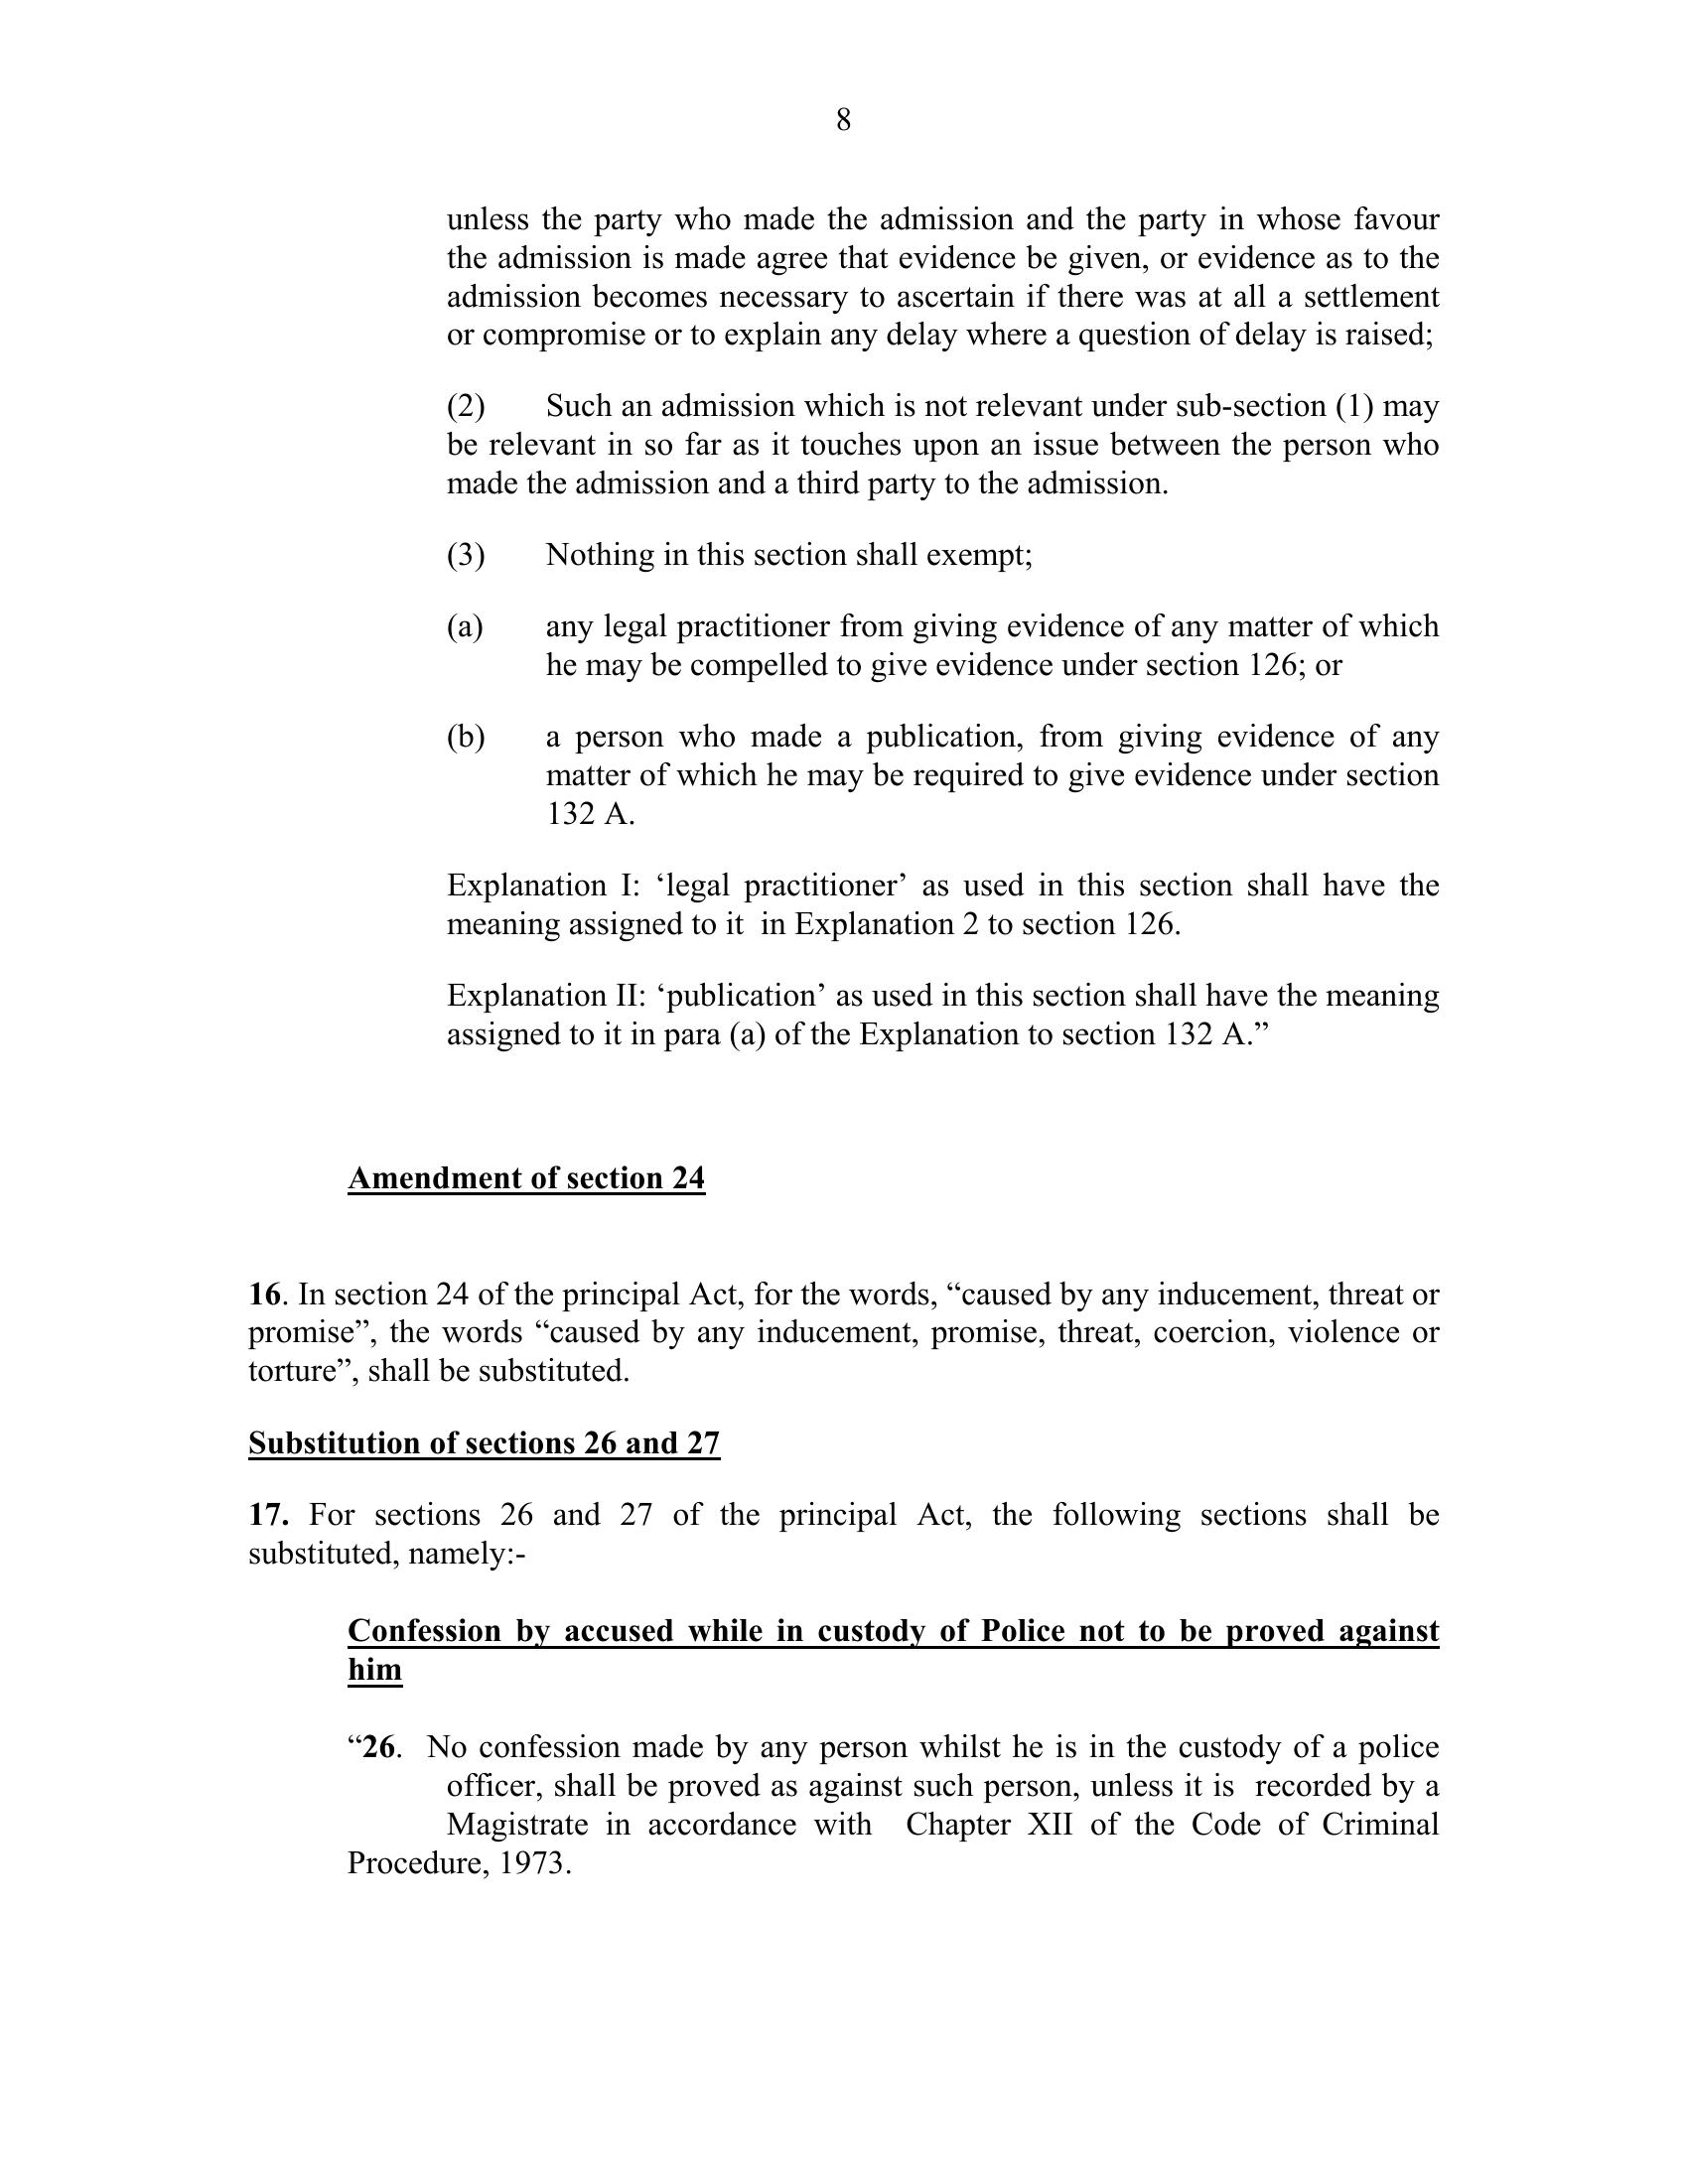 8
unless the party who made the admission and the party in whose favour
the admission is made agree that evidence be given, or evidence as to the
admission becomes necessary to ascertain if there was at all a settlement
or compromise or to explain any delay where a question of delay is raised;
(2) Such an admission which is not relevant under sub-section (1) may
be relevant in so far as it touches upon an issue between the person who
made the admission and a third party to the admission.
(3) Nothing in this section shall exempt;
(a) any legal practitioner from giving evidence of any matter of which
he may be compelled to give evidence under section 126; or
(b) a person who made a publication, from giving evidence of any
matter of which he may be required to give evidence under section
132 A.
Explanation I: ‘legal practitioner’ as used in this section shall have the
meaning assigned to it in Explanation 2 to section 126.
Explanation II: ‘publication’ as used in this section shall have the meaning
assigned to it in para (a) of the Explanation to section 132 A.”
Amendment of section 24
16. In section 24 of the principal Act, for the words, “caused by any inducement, threat or
promise”, the words “caused by any inducement, promise, threat, coercion, violence or
torture”, shall be substituted.
Substitution of sections 26 and 27
17. For sections 26 and 27 of the principal Act, the following sections shall be
substituted, namely:-
Confession by accused while in custody of Police not to be proved against
him
“26. No confession made by any person whilst he is in the custody of a police
officer, shall be proved as against such person, unless it is recorded by a
Magistrate in accordance with Chapter XII of the Code of Criminal
Procedure, 1973.